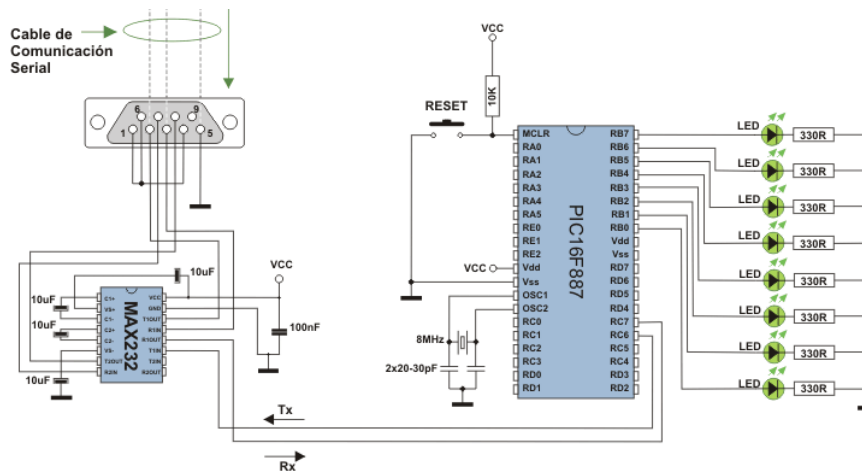 Cable de
Comunicación
Serial
6
9
1
5
VCC
10K
RESET
MCLR
RA0
RA1
RA2
RA3
RA4
RA5
RE0
RE1
RE2
Vdd
Vss
OSC1
OSC2
RC0
RC1
RC2
RC3
RD0
RD1
PIC16F887
RB7
RB6
RB5
RB4
RB3
RB2
RB1
RB0
Vdd
Vss
RD7
RD6
RD5
RD4
RC7
RC6
RC5
RC4
RD3
RD2
LED
330R
LED
330R
LED
330R
LED
330R
LED
330R
LED
330R
LED
330R
LED
330R
VCC
8MHz
2x20-30pF
10uF
VCC
10uF
10uF
10uF
100nF
C1+
VS+
C1-
C2+
C2-
VS-
T2OUT
R2IN
MAX232
VCC
GND
T1OUT
R1IN
R1OUT
T1IN
T2IN
R2OUT
Tx
Rx